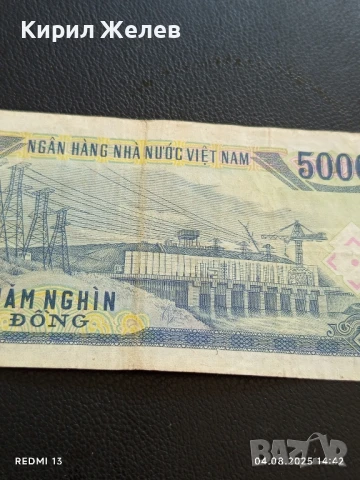 Кирил Желев
NGÂN HÀNG NHÀ NƯỚC VIỆT NAM
5000
NĂM NGHÌN
ĐỒNG
REDMI 13
04.08.2025 14:42
BAZAR